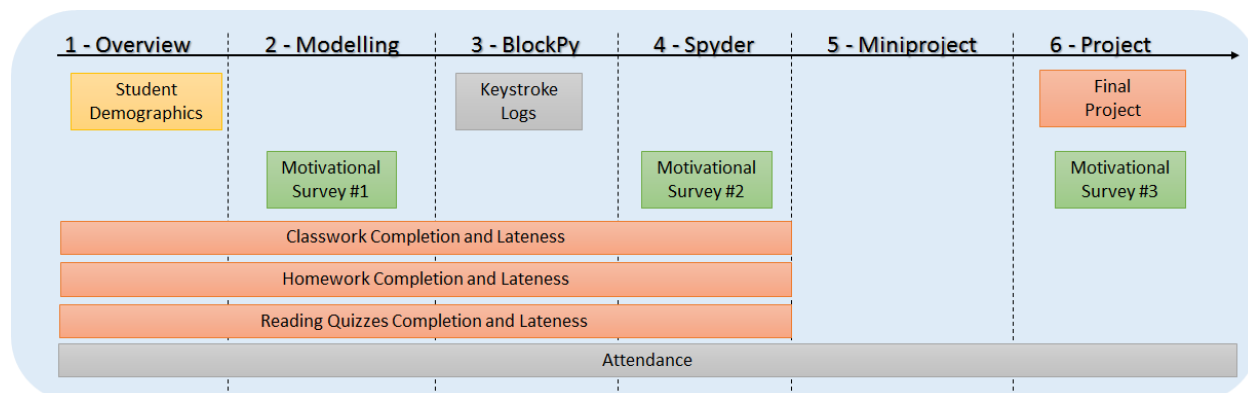 1 - Overview
2 - Modelling
3 - BlockPy
4 - Spyder
5 - Miniproject
6 - Project
Student
Demographics
Keystroke
Logs
Final
Project
Motivational
Survey #1
Motivational
Survey #2
Motivational
Survey #3
Classwork Completion and Lateness
Homework Completion and Lateness
Reading Quizzes Completion and Lateness
Attendance